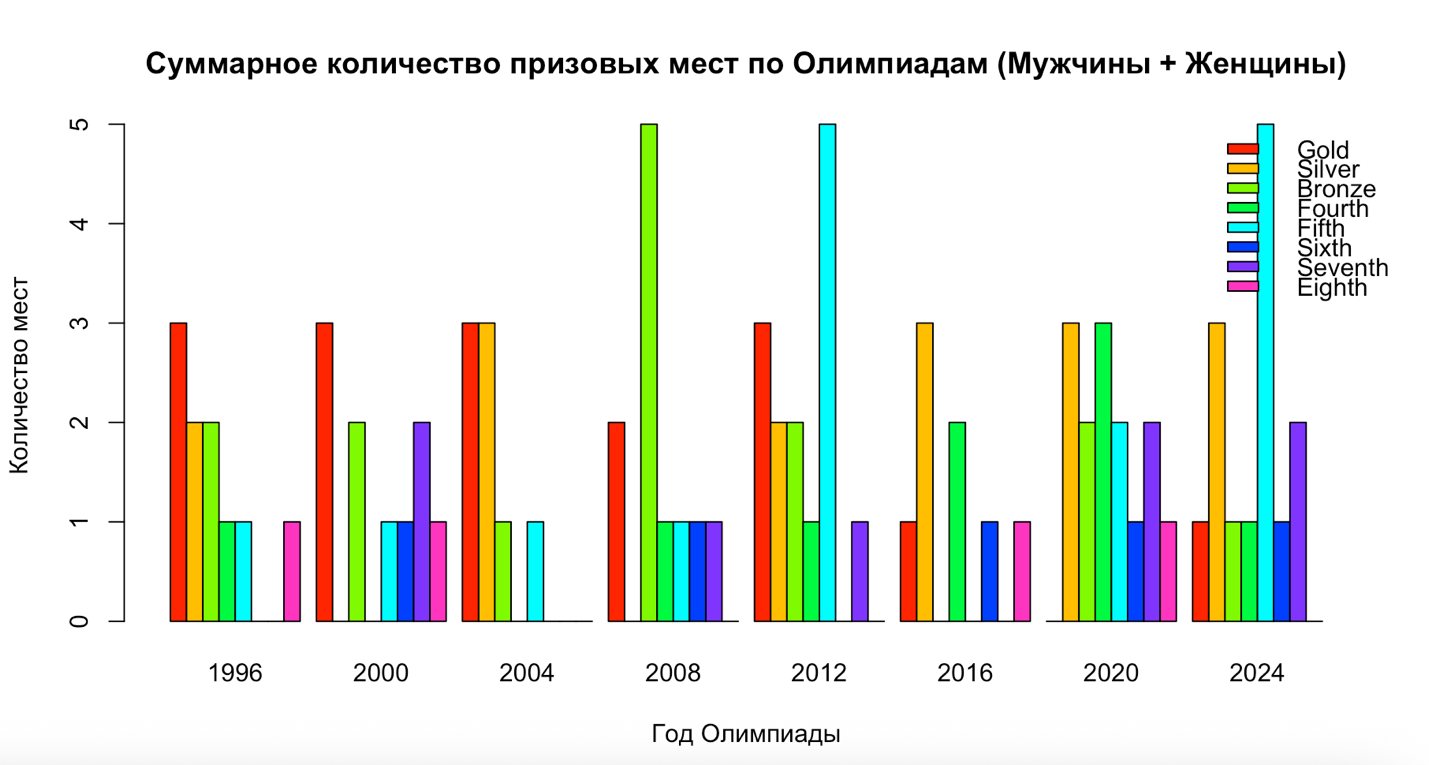 Суммарное количество призовых мест по Олимпиадам (Мужчины + Женщины)
Количество мест
5
4
3
2
1
0
Gold
Silver
Bronze
Fourth
Fifth
Sixth
Seventh
Eighth
1996 2000 2004 2008 2012 2016 2020 2024
Год Олимпиады